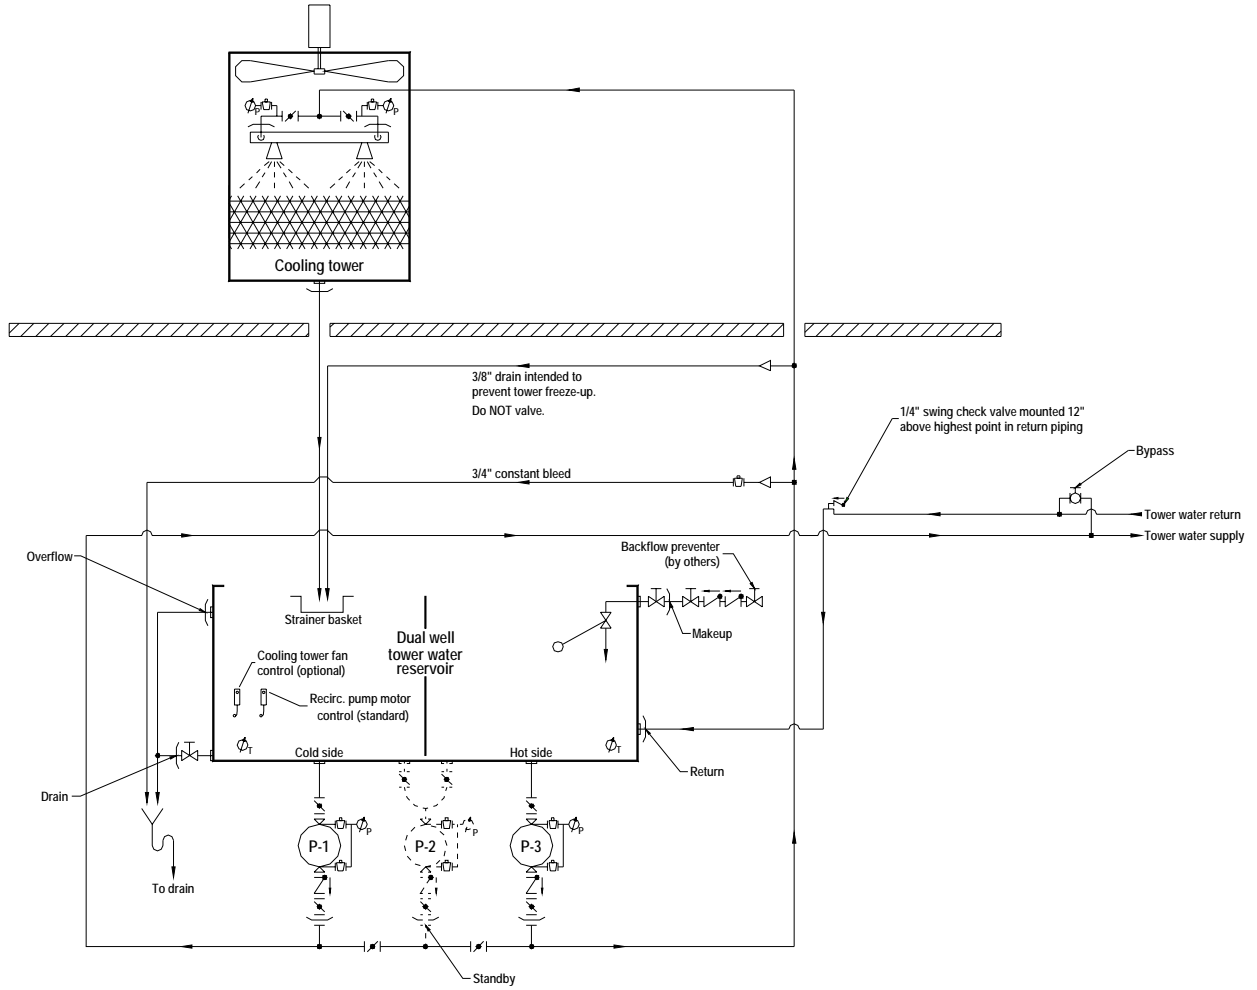 P
P
Cooling tower
3/8" drain intended to
prevent tower freeze-up.
Do NOT valve.
1/4" swing check valve mounted 12"
above highest point in return piping
Bypass
3/4" constant bleed
Tower water return
Tower water supply
Overflow
Backflow preventer
(by others)
Strainer basket
Makeup
Dual well
tower water
reservoir
Cooling tower fan
control (optional)
Recirc. pump motor
control (standard)
T
T
Cold side
Hot side
Return
Drain
P
P
P
P-1
P-2
P-3
To drain
Standby